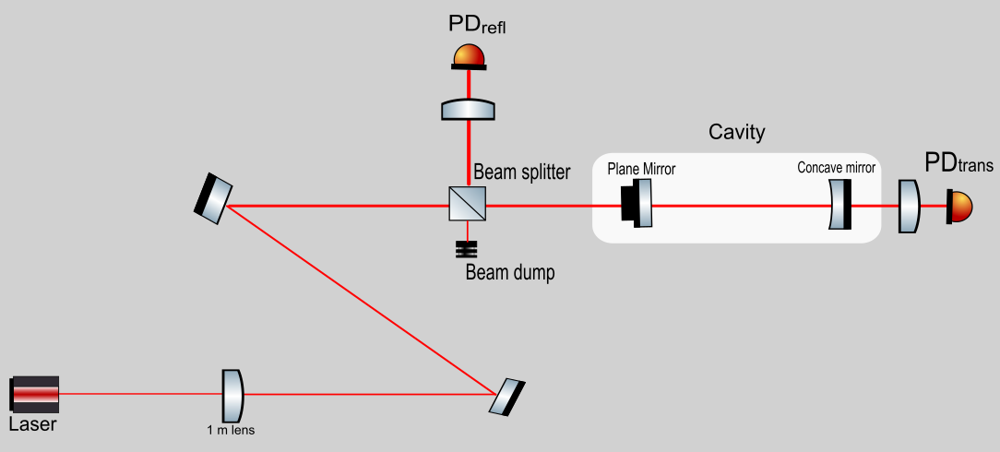 PDrefl
Cavity
Beam splitter
Plane Mirror
Concave mirror
PDtrans
Beam dump
Laser
1 m lens